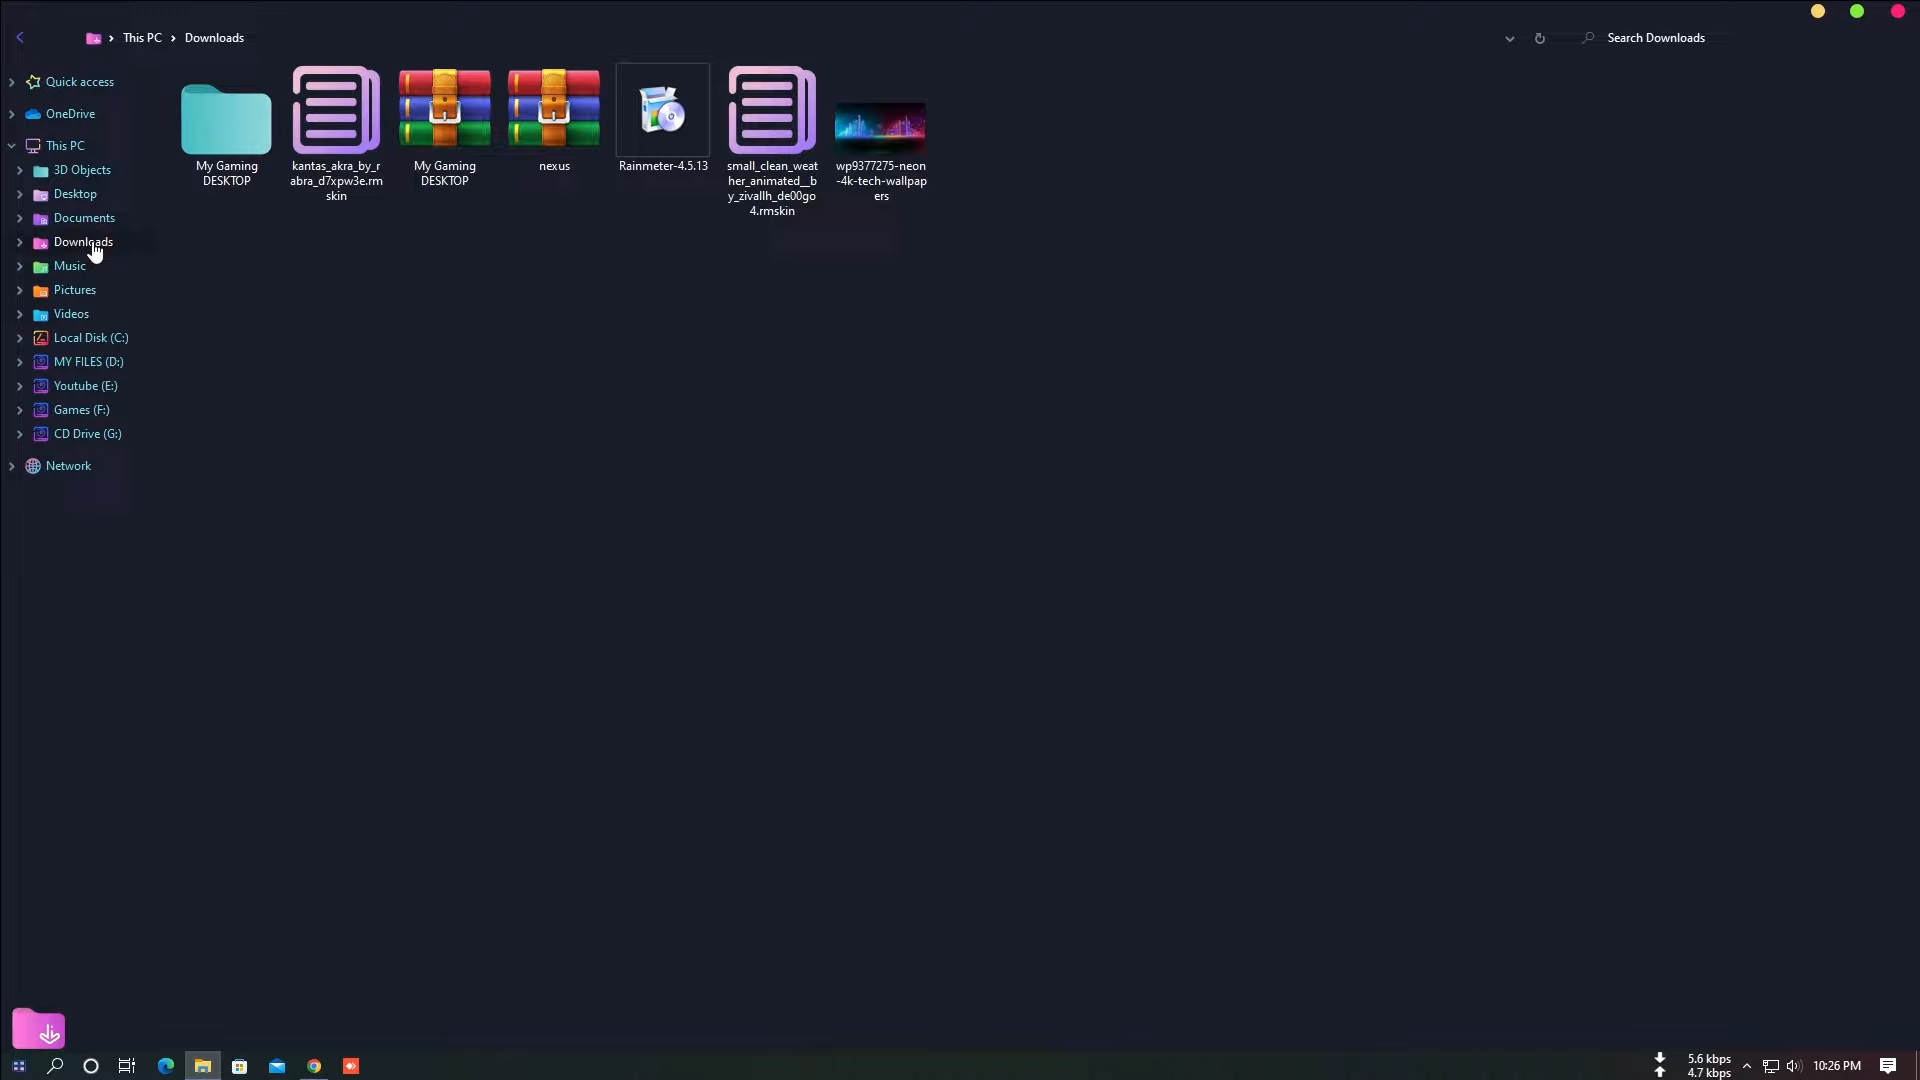 This PC
Downloads
Search Downloads
Quick access
OneDrive
This PC
3D Objects
Desktop
Documents
Downloads
Music
Pictures
Videos
Local Disk (C:)
MY FILES (D:)
Youtube (E:)
Games (F:)
CD Drive (G:)
Network
My Gaming
DESKTOP
kantas_akra_by_r
abra_d7xpw3e.rm
skin
My Gaming
DESKTOP
nexus
Rainmeter-4.5.13
small_clean_weat
her_animated__b
y_zivallh_de00go
4.rmskin
wp9377275-neon
-4k-tech-wallpap
ers
5.6 kbps
4.7 kbps
10:26 PM